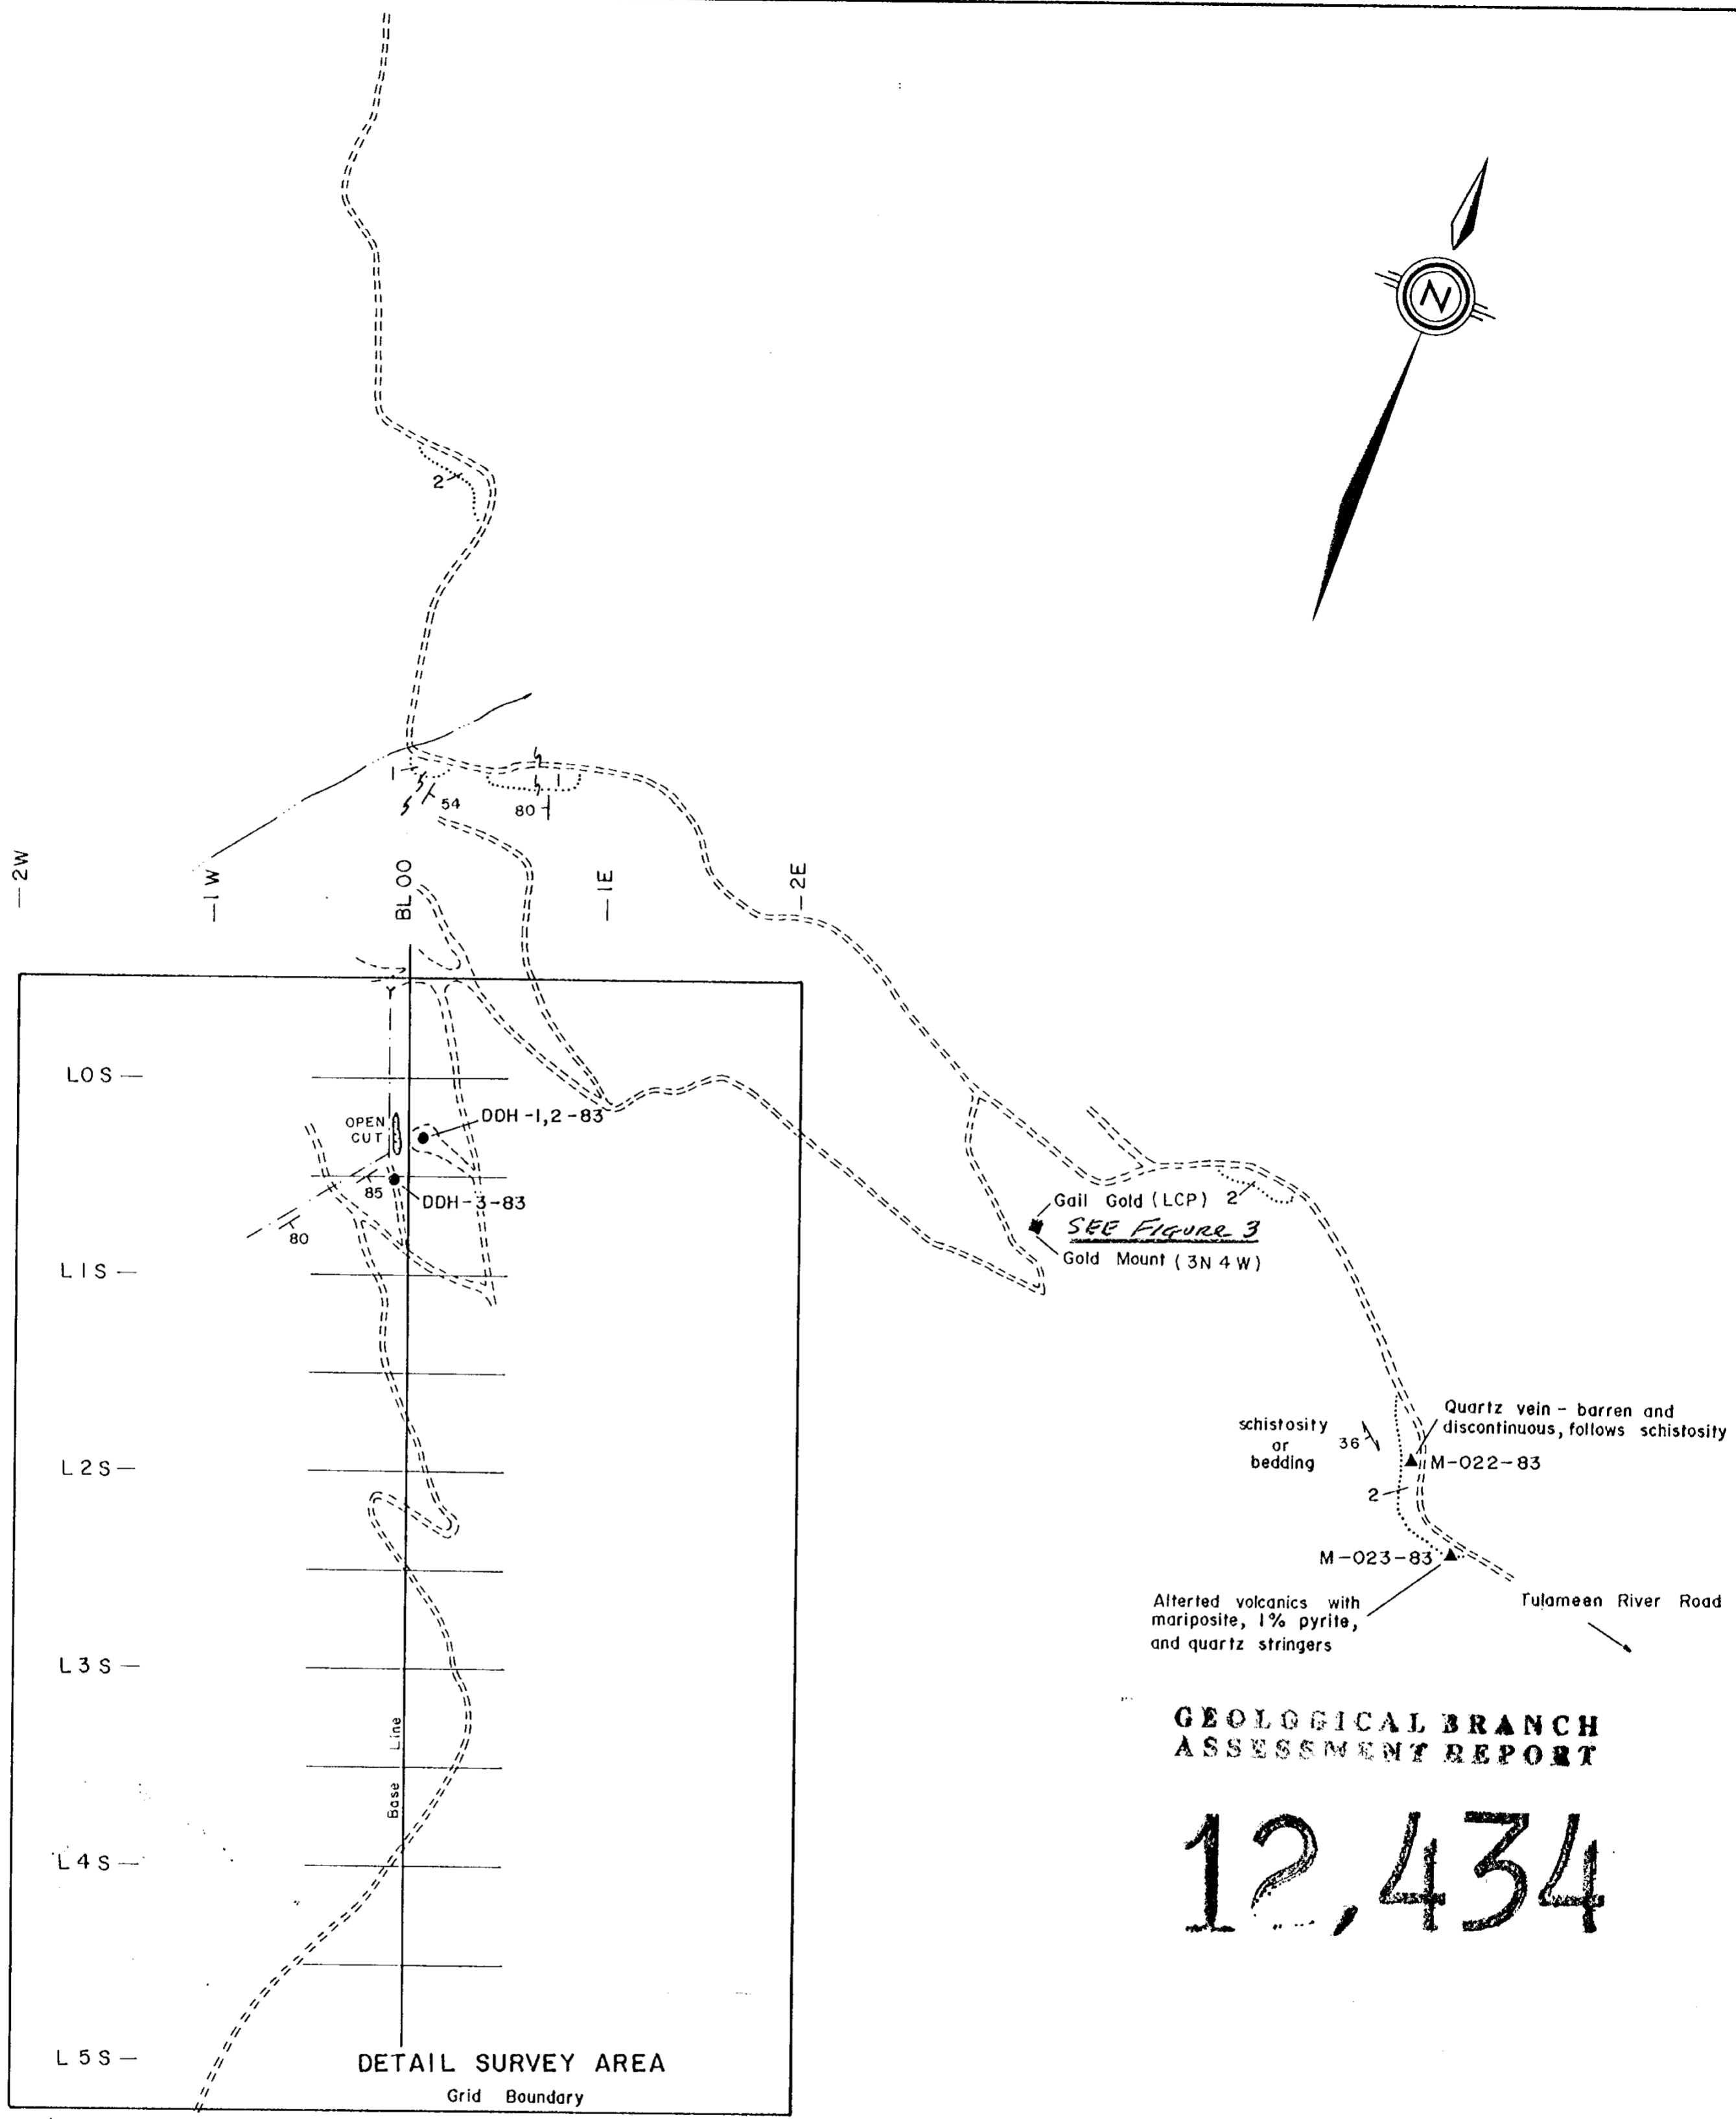 N
2
1
54
1
80
—2W
—1W
BL 00
—1E
—2E
L0S —
OPEN
CUT
DDH-1,2-83
85
DDH-3-83
80
L1S —
Gail Gold (LCP)
2
SEE FIGURE 3
Gold Mount (3N 4W)
L2S —
schistosity
or
bedding
36
Quartz vein - barren and
discontinuous, follows schistosity
M-022-83
2
M-023-83
Alterted volcanics with
mariposite, 1% pyrite,
and quartz stringers
Tulameen River Road
L3S —
Base Line
L4S —
L5S —
GEOLOGICAL BRANCH
ASSESSMENT REPORT
12,434
DETAIL SURVEY AREA
Grid Boundary